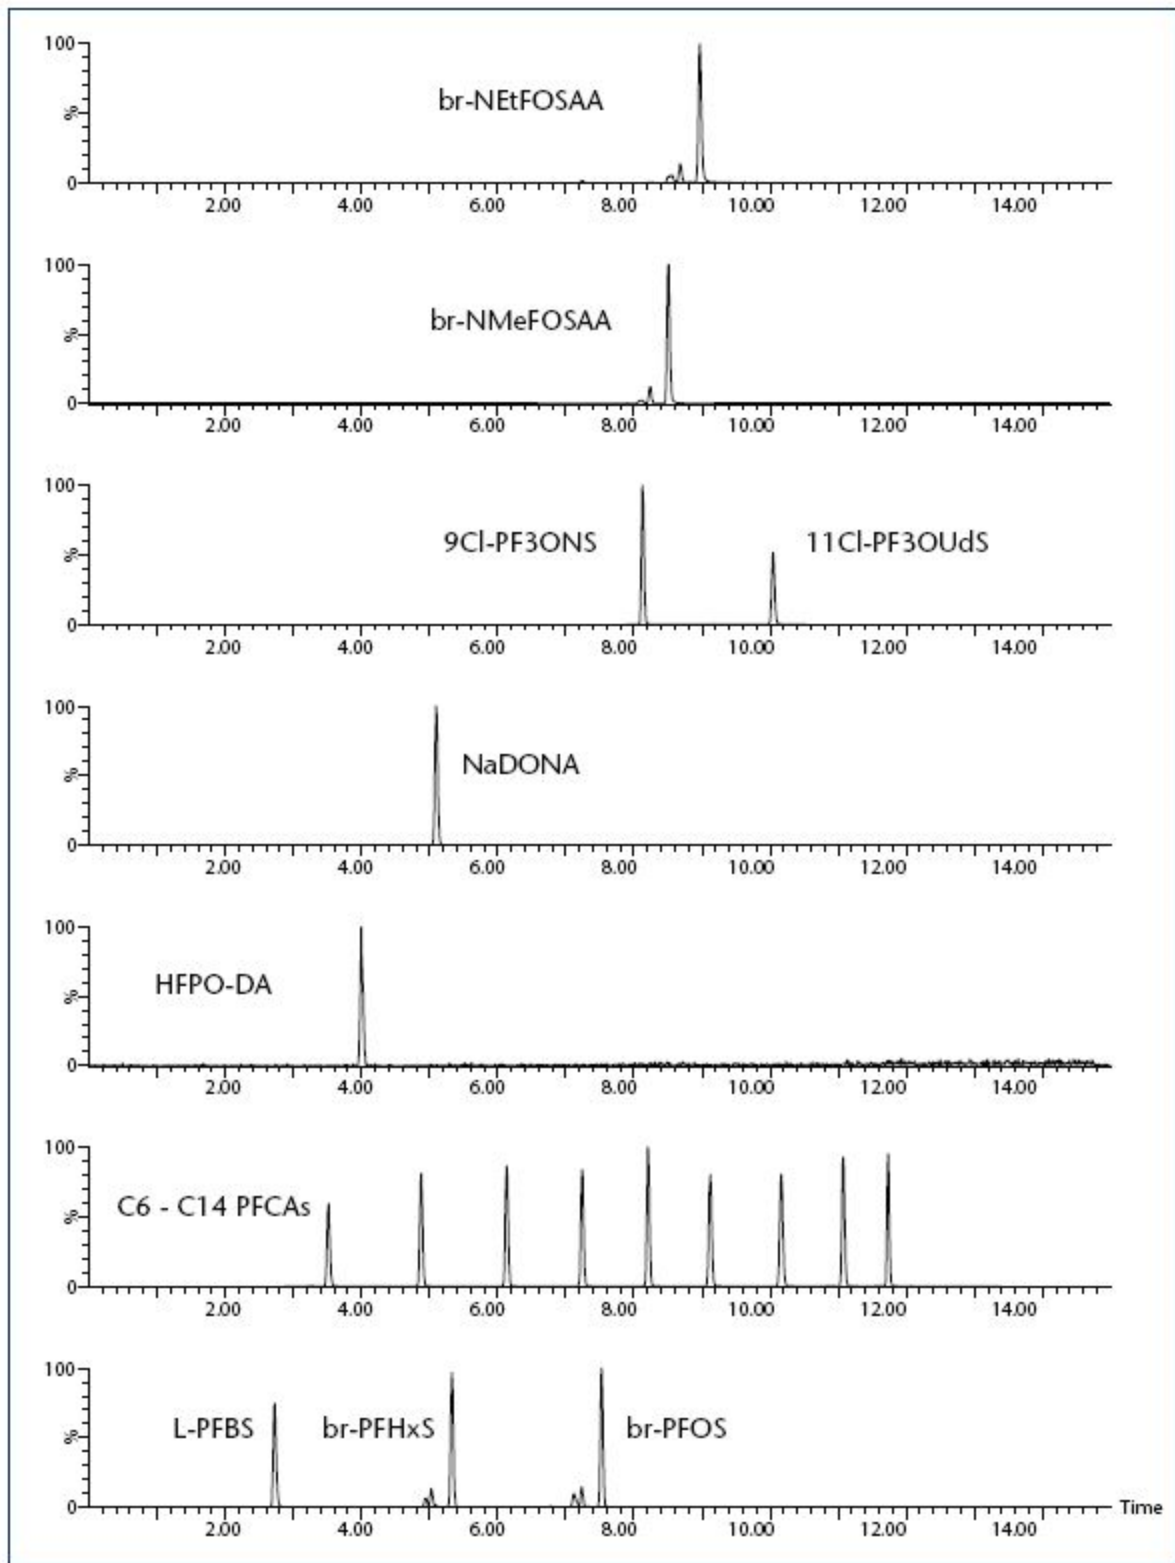 100
%
br-NEtFOSAA
0
2.00 4.00 6.00 8.00 10.00 12.00 14.00
100
%
br-NMeFOSAA
0
2.00 4.00 6.00 8.00 10.00 12.00 14.00
100
%
9Cl-PF3ONS 11Cl-PF3OUdS
0
2.00 4.00 6.00 8.00 10.00 12.00 14.00
100
%
NaDONA
0
2.00 4.00 6.00 8.00 10.00 12.00 14.00
100
%
HFPO-DA
0
2.00 4.00 6.00 8.00 10.00 12.00 14.00
100
%
C6 - C14 PFCAs
0
2.00 4.00 6.00 8.00 10.00 12.00 14.00
100
%
L-PFBS br-PFHxS br-PFOS
0 Time
2.00 4.00 6.00 8.00 10.00 12.00 14.00